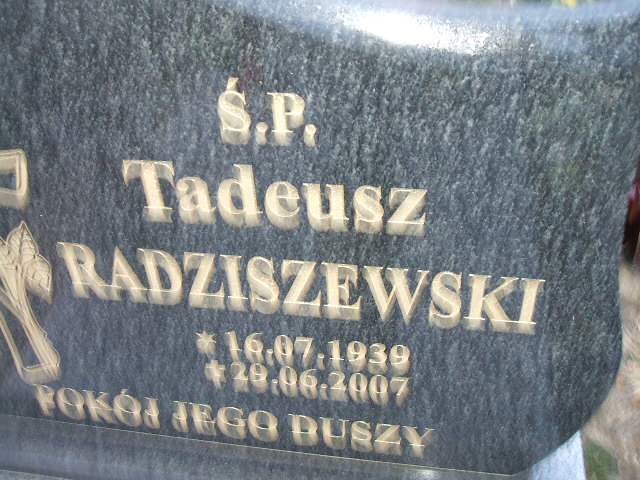 Ś.P.
Tadeusz
RADZISZEWSKI
* 16.07.1939
✝ 29.06.2007
POKÓJ JEGO DUSZY